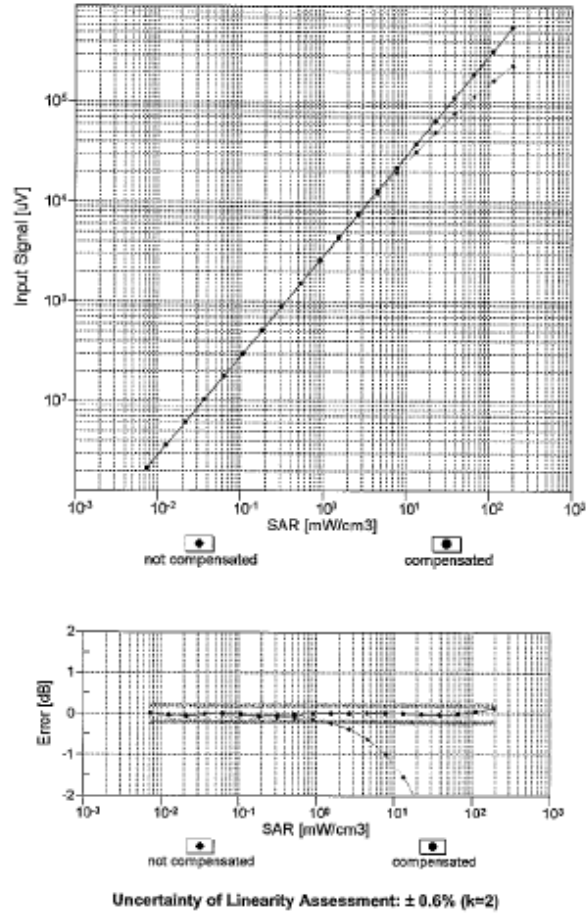 Input Signal [uV]
10⁵
10⁴
10³
10²
10⁻³ 10⁻² 10⁻¹ 10⁰ 10¹ 10² 10³
SAR [mW/cm3]
not compensated compensated
Error [dB]
2
1
0
-1
-2
10⁻³ 10⁻² 10⁻¹ 10⁰ 10¹ 10² 10³
SAR [mW/cm3]
not compensated compensated
Uncertainty of Linearity Assessment: ± 0.6% (k=2)